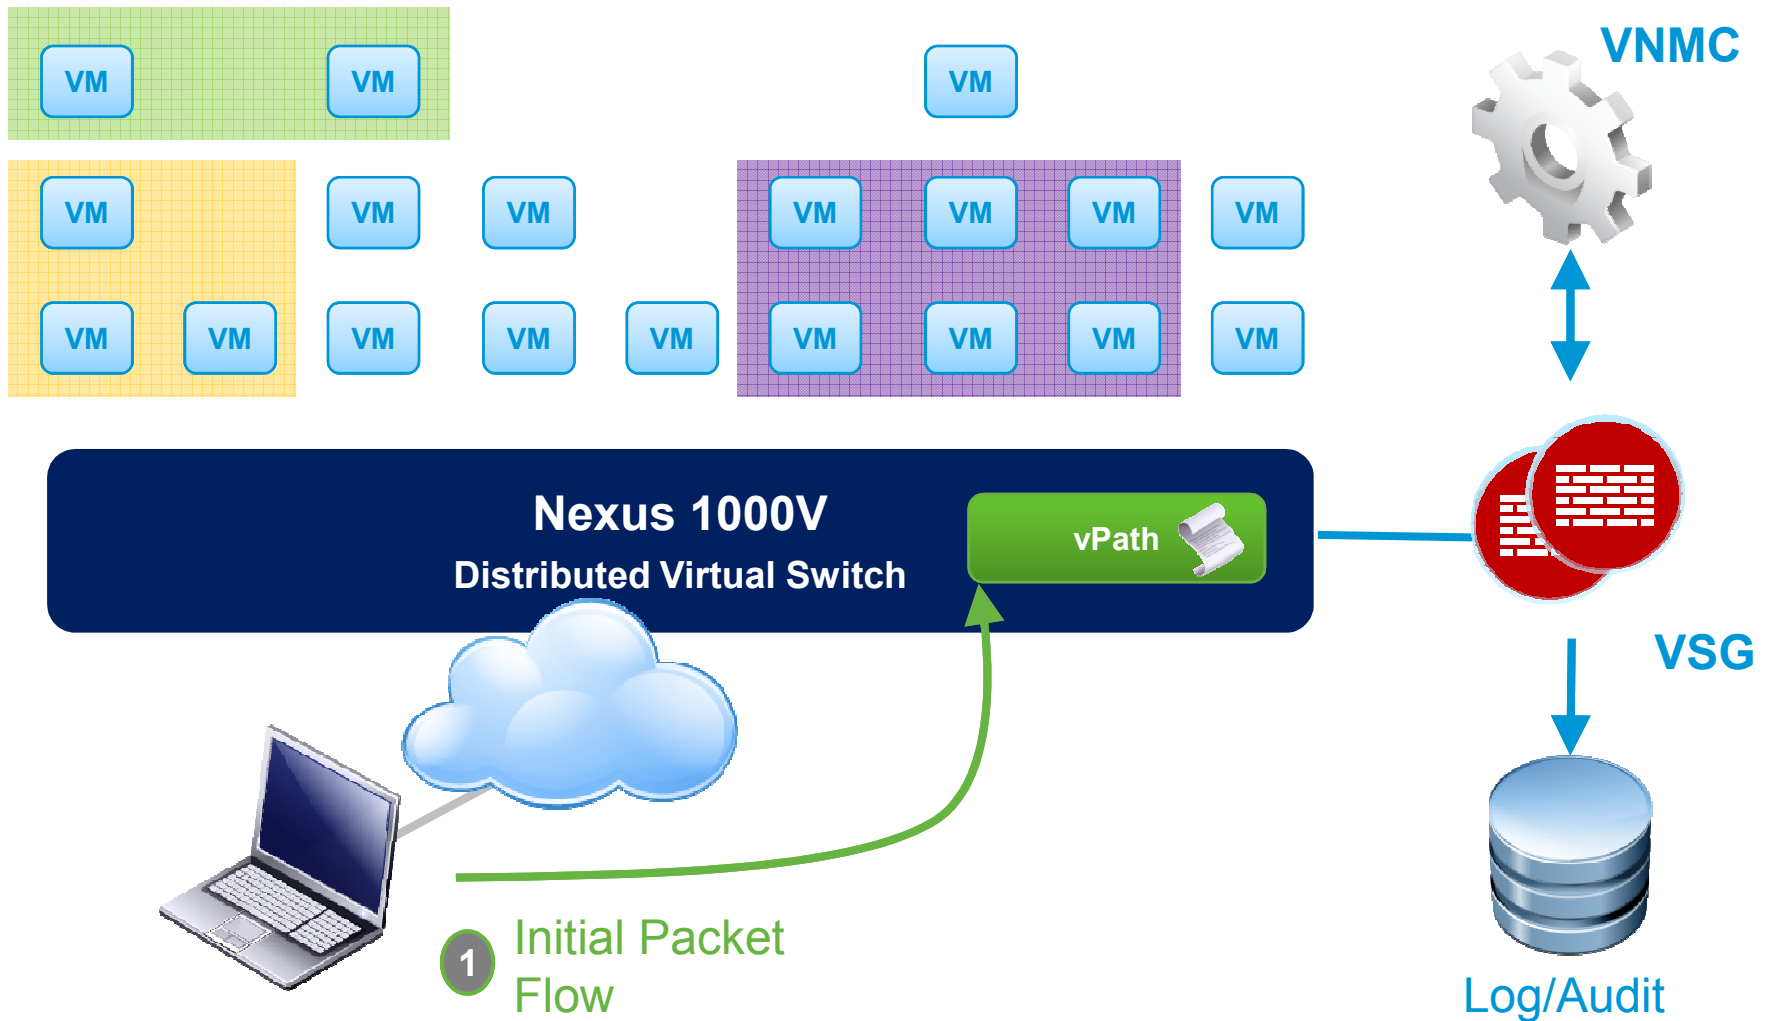 VNMC
VM VM VM
VM VM VM VM VM VM VM
VM VM VM VM VM VM VM VM VM
Nexus 1000V
Distributed Virtual Switch
vPath
VSG
1
Initial Packet
Flow
Log/Audit